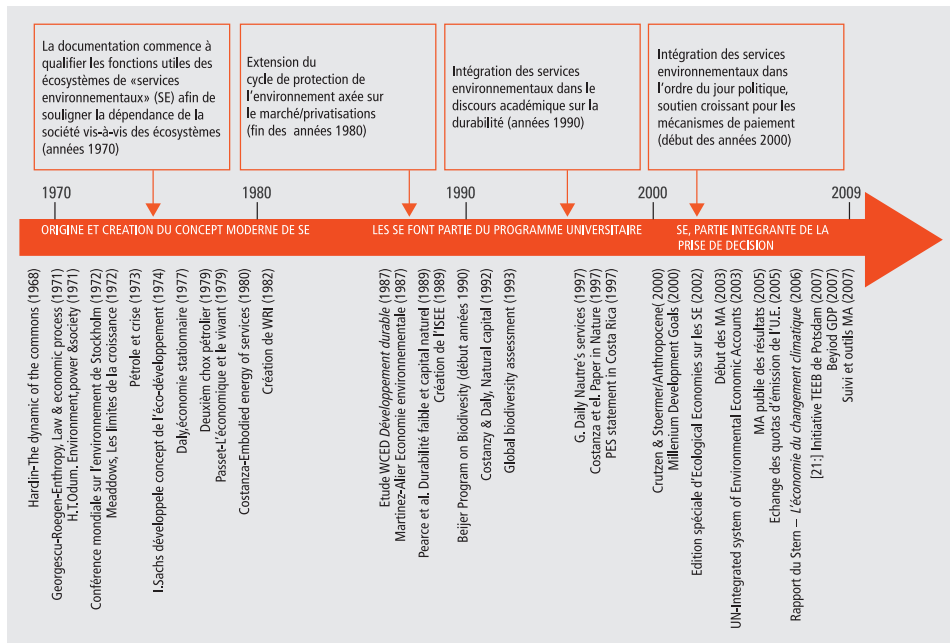 La documentation commence à
qualifier les fonctions utiles des
écosystèmes de «services
environnementaux» (SE) afin de
souligner la dépendance de la
société vis-à-vis des écosystèmes
(années 1970)
Extension du
cycle de protection de
l'environnement axée sur
le marché/privatisations
(fin des années 1980)
Intégration des services
environnementaux dans le
discours académique sur la
durabilité (années 1990)
Intégration des services
environnementaux dans
l'ordre du jour politique,
soutien croissant pour les
mécanismes de paiement
(début des années 2000)
1970
1980
1990
2000
2009
ORIGINE ET CREATION DU CONCEPT MODERNE DE SE
LES SE FONT PARTIE DU PROGRAMME UNIVERSITAIRE
SE, PARTIE INTEGRANTE DE LA
PRISE DE DECISION
Hardin-The dynamic of the commons (1968)
Georgescu-Roegen-Enthropy, Law & economic process (1971)
H.T.Odum. Environment,power &society (1971)
Conférence mondiale sur l'environment de Stockholm (1972)
Meaddows, Les limites de la croissance (1972)
Pétrole et crise (1973)
I.Sachs développele concept de l'éco-développement (1974)
Daly,économie stationnaire (1977)
Deuxièm chox pétrolier (1979)
Passet-L'économique et le vivant (1979)
Costanza-Embodied energy of services (1980)
Création de WRI (1982)
Etude WCED Développement durable (1987)
Martinez-Alier Economie environnementale (1987)
Pearce et al. Durabilité faible et capital naturel (1989)
Création de l'ISEE (1989)
Beijer Program on Biodivesity (début années 1990)
Costanzy & Daly, Natural capital (1992)
Global biodversity assessment (1993)
G. Daily Nautre's services (1997)
Costanza et el. Paper in Nature (1997)
PES statement in Costa Rica (1997)
Crutzen & Stoermer/Anthropocene( 2000)
Millenium Development Goals (2000)
Edition spéciale d'Ecological Economies sur les SE (2002)
Début des MA (2003)
UN-Integrated system of Environmental Economic Accounts (2003)
MA publie des résultats (2005)
Echange des quotas d'émission de l'U.E. (2005)
Rapport du Stern – L'économie du changement climatique (2006)
[21:] Initiative TEEB de Potsdam (2007)
Beyiod GDP (2007)
Suivi et outils MA (2007)